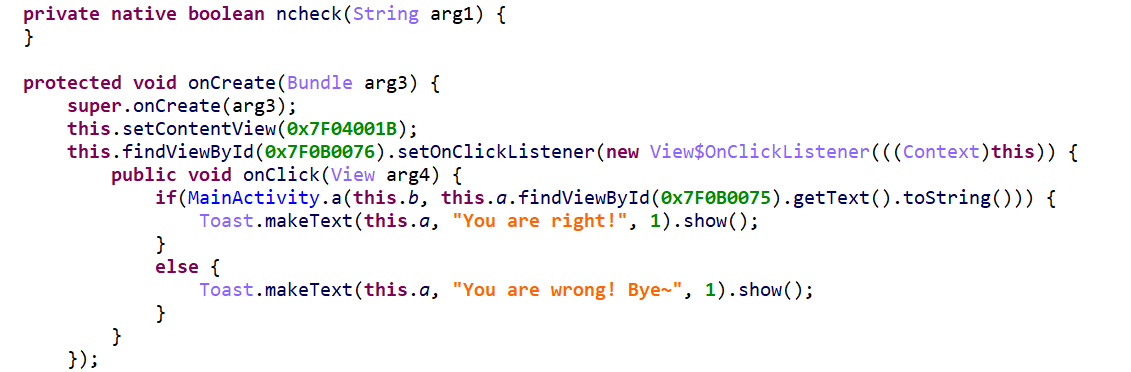 private native boolean ncheck(String arg1) {
}
protected void onCreate(Bundle arg3) {
super.onCreate(arg3);
this.setContentView(0x7F04001B);
this.findViewById(0x7F0B0076).setOnClickListener(new View$OnClickListener(((Context)this)) {
public void onClick(View arg4) {
if(MainActivity.a(this.b, this.a.findViewById(0x7F0B0075).getText().toString())) {
Toast.makeText(this.a, "You are right!", 1).show();
}
else {
Toast.makeText(this.a, "You are wrong! Bye~", 1).show();
}
}
});